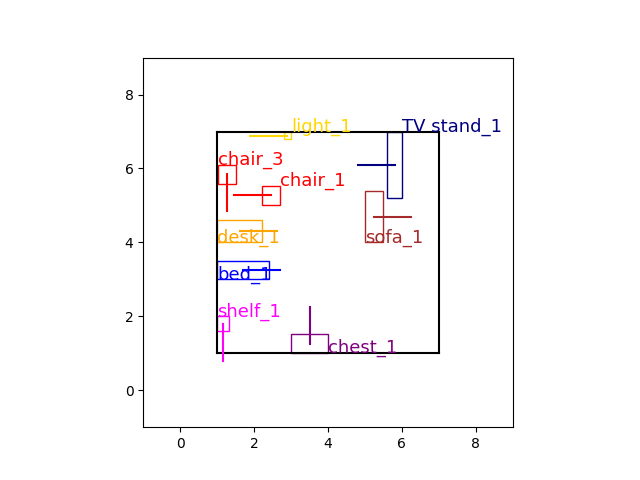 8
light_1
TV stand_1
chair_3
6
chair_1
4
desk_1
sofa_1
bed_1
2
shelf_1
chest_1
0
0 2 4 6 8